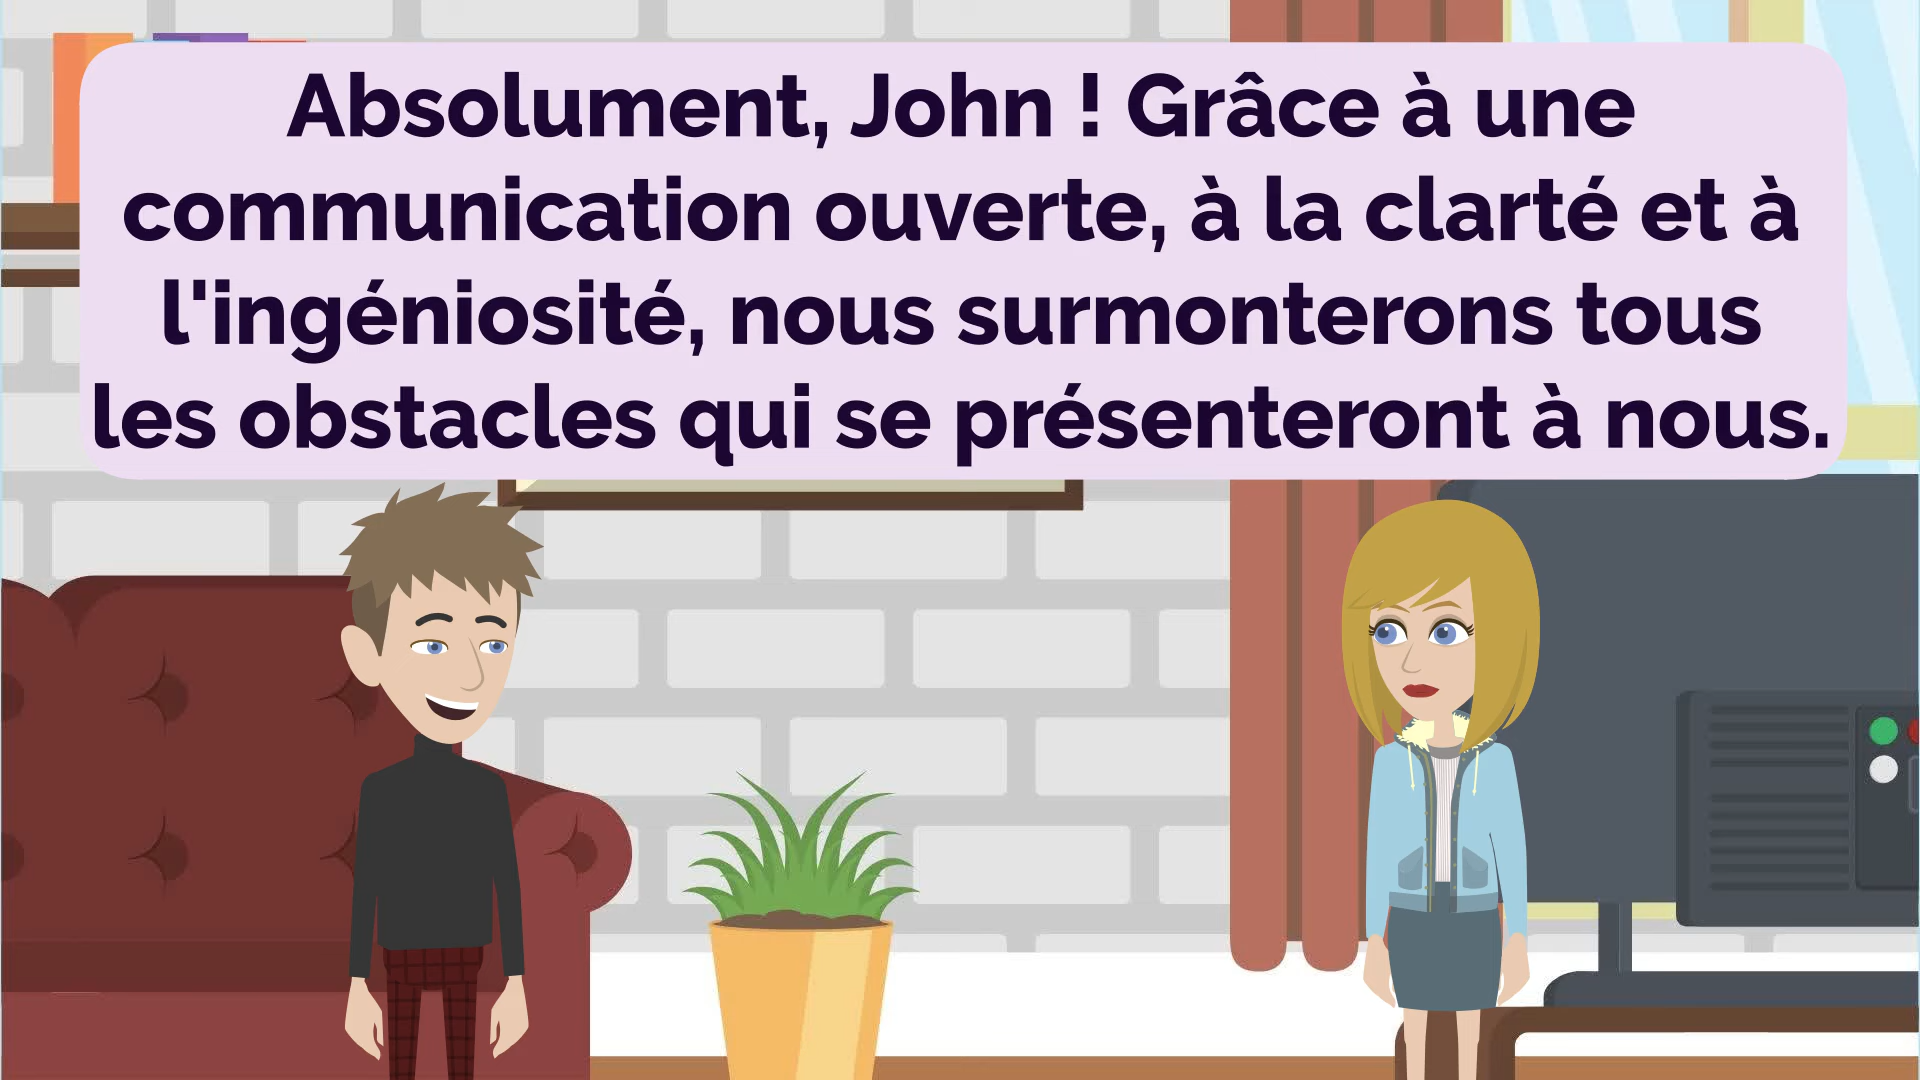 Absolument, John ! Grâce à une
communication ouverte, à la clarté et à
l'ingéniosité, nous surmonterons tous
les obstacles qui se présenteront à nous.